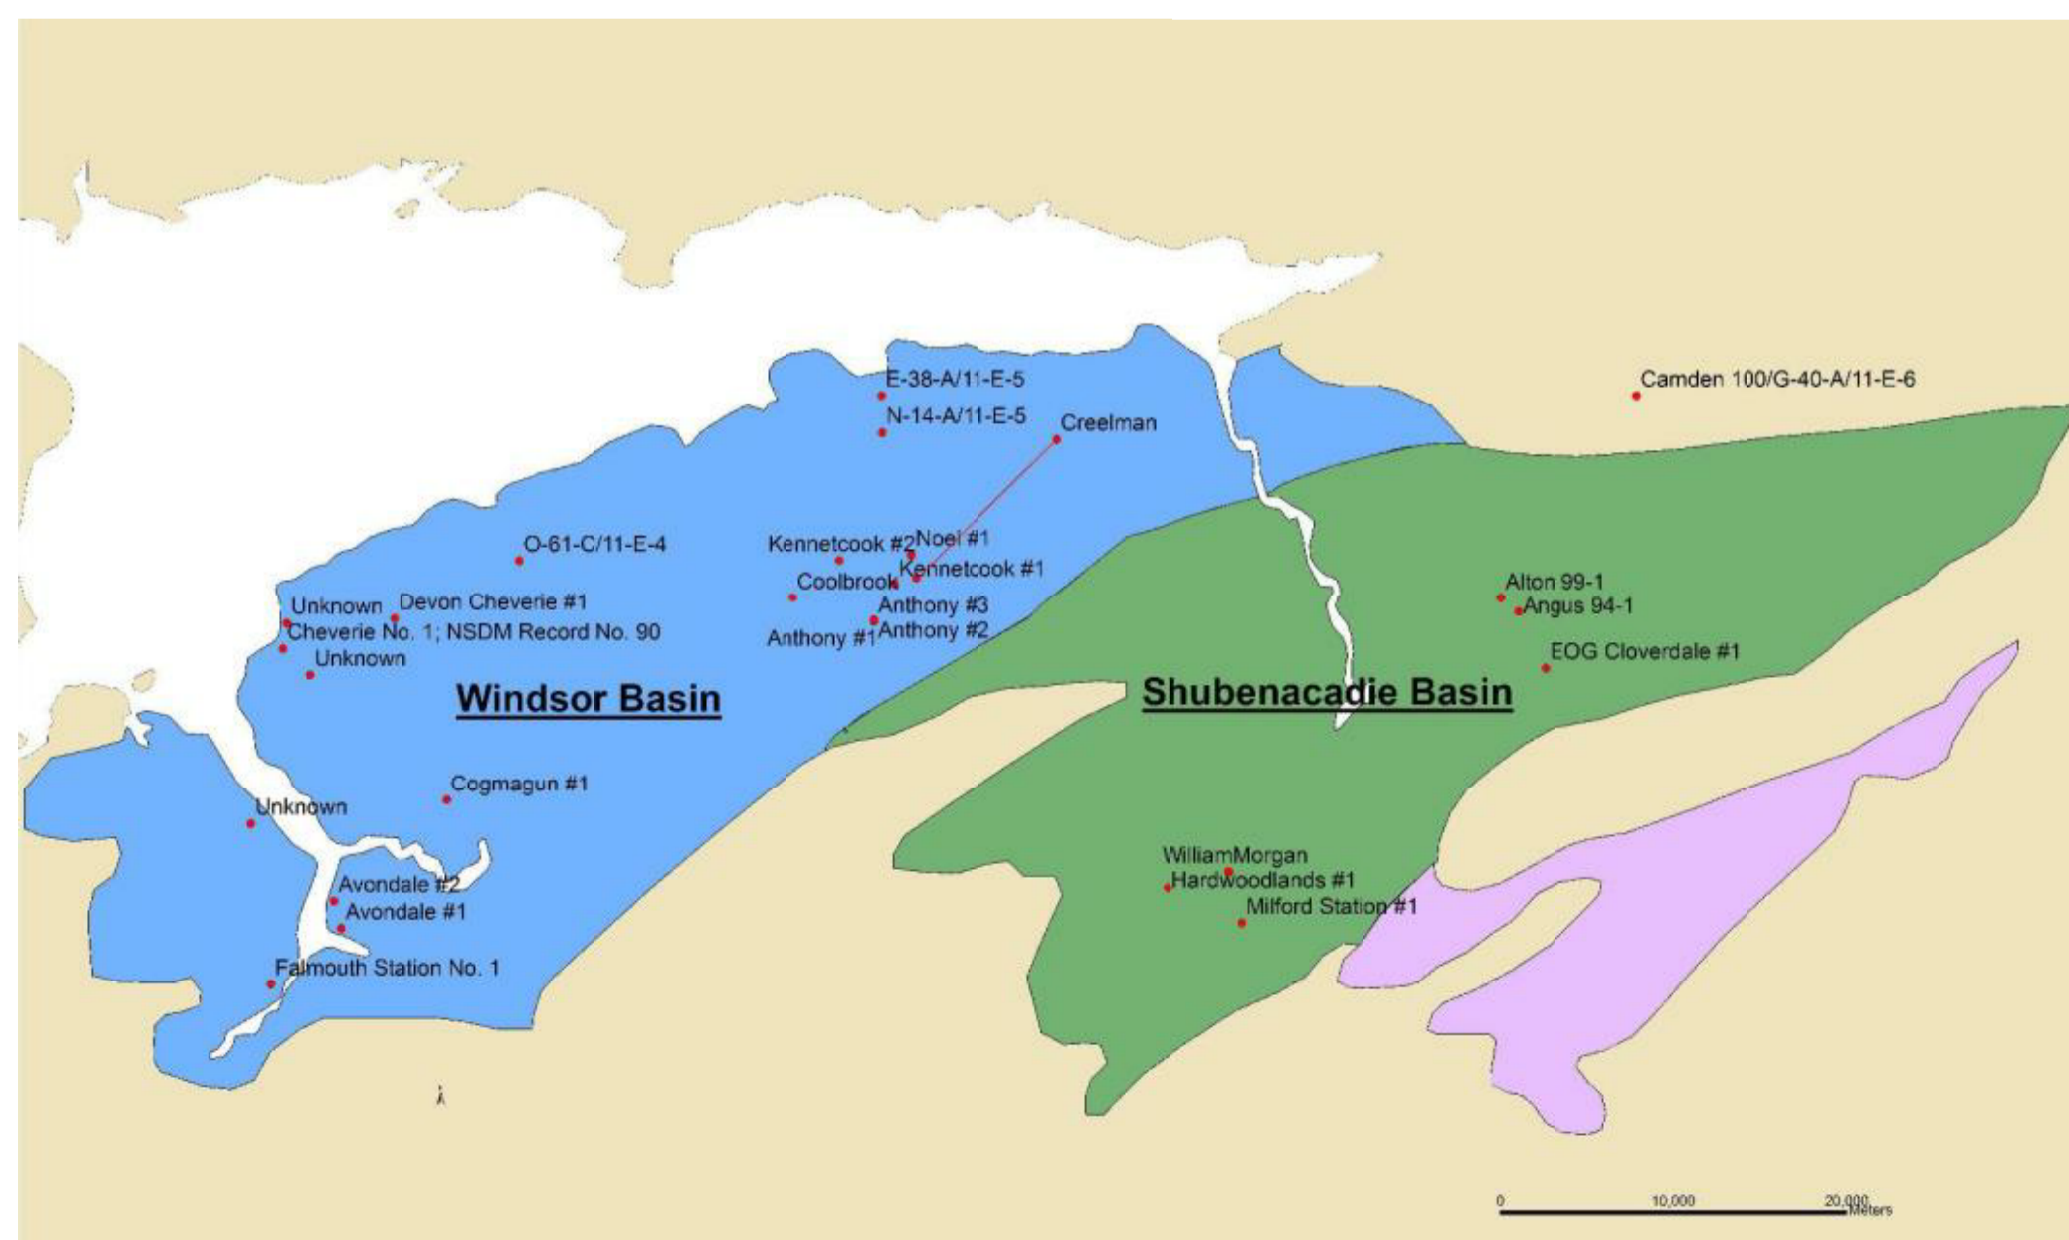 E-38-A/11-E-5
Camden 100/G-40-A/11-E-6
N-14-A/11-E-5
Creelman
O-61-C/11-E-4
Kennetcook #2
Noel #1
Kennetcook #1
Coolbrook
Alton 99-1
Angus 94-1
Unknown
Devon Cheverie #1
Anthony #3
Cheverie No. 1; NSDM Record No. 90
Anthony #1
Anthony #2
Unknown
EOG Cloverdale #1
Windsor Basin
Shubenacadie Basin
Cogmagun #1
Unknown
WilliamMorgan
Hardwoodlands #1
Avondale #2
Avondale #1
Milford Station #1
Falmouth Station No. 1
0 10,000 20,000
Meters